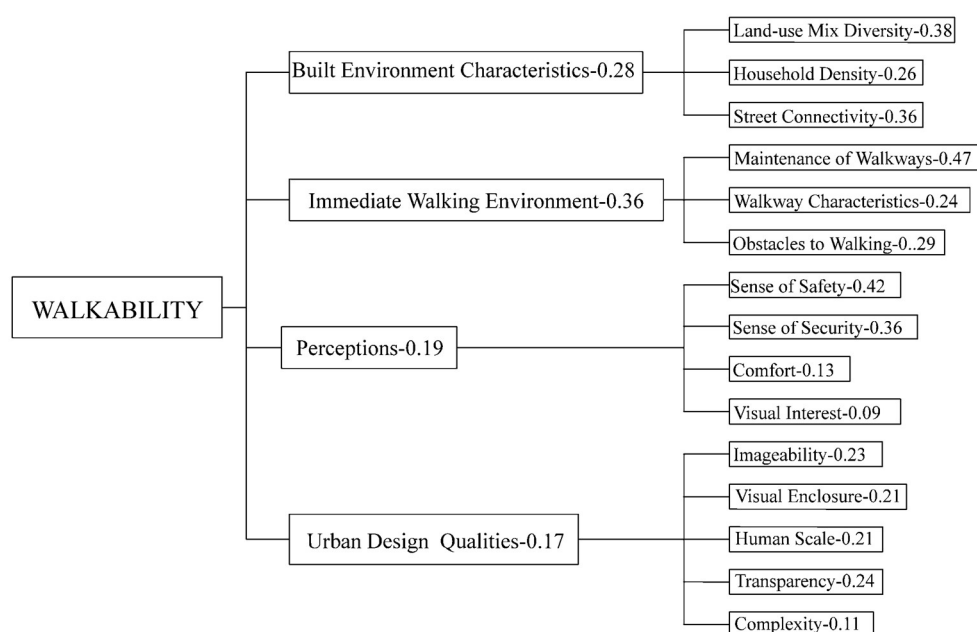 WALKABILITY
Built Environment Characteristics-0.28
Land-use Mix Diversity-0.38
Household Density-0.26
Street Connectivity-0.36
Immediate Walking Environment-0.36
Maintenance of Walkways-0.47
Walkway Characteristics-0.24
Obstacles to Walking-0..29
Perceptions-0.19
Sense of Safety-0.42
Sense of Security-0.36
Comfort-0.13
Visual Interest-0.09
Urban Design Qualities-0.17
Imageability-0.23
Visual Enclosure-0.21
Human Scale-0.21
Transparency-0.24
Complexity-0.11